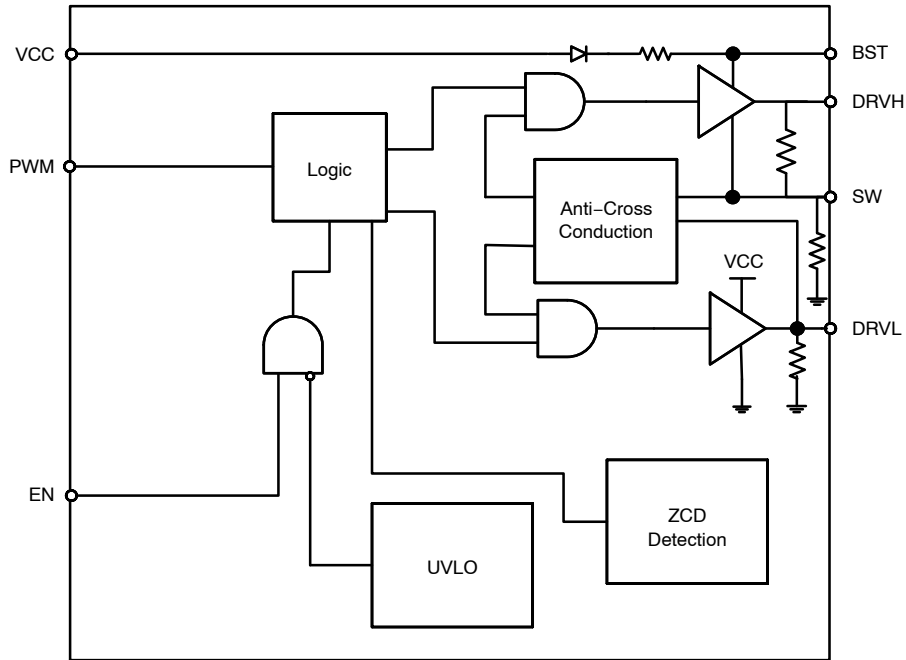 VCC
BST
DRVH
PWM
Logic
SW
Anti−Cross
Conduction
VCC
DRVL
EN
ZCD
Detection
UVLO